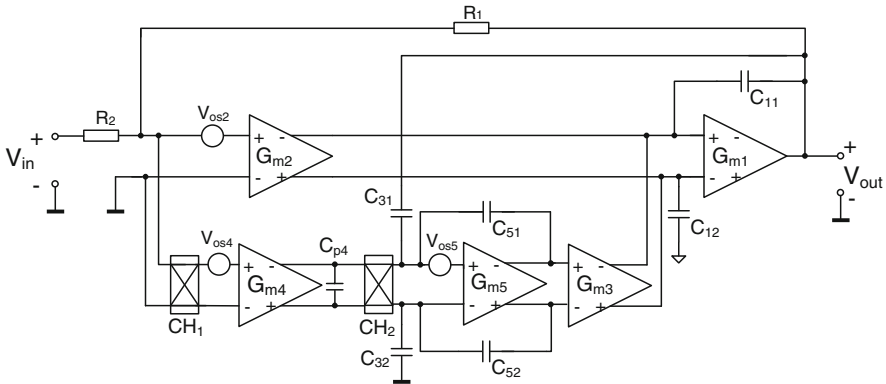 R1
C11
R2
Vos2
+ -
Gm2
- +
+
Vin
-
+ -
Gm1
-
+
Vout
-
C31
C51
C12
Vos4
Cp4
Vos5
+ -
Gm4
- +
+ -
Gm5
- +
+ -
Gm3
- +
CH1
CH2
C32
C52